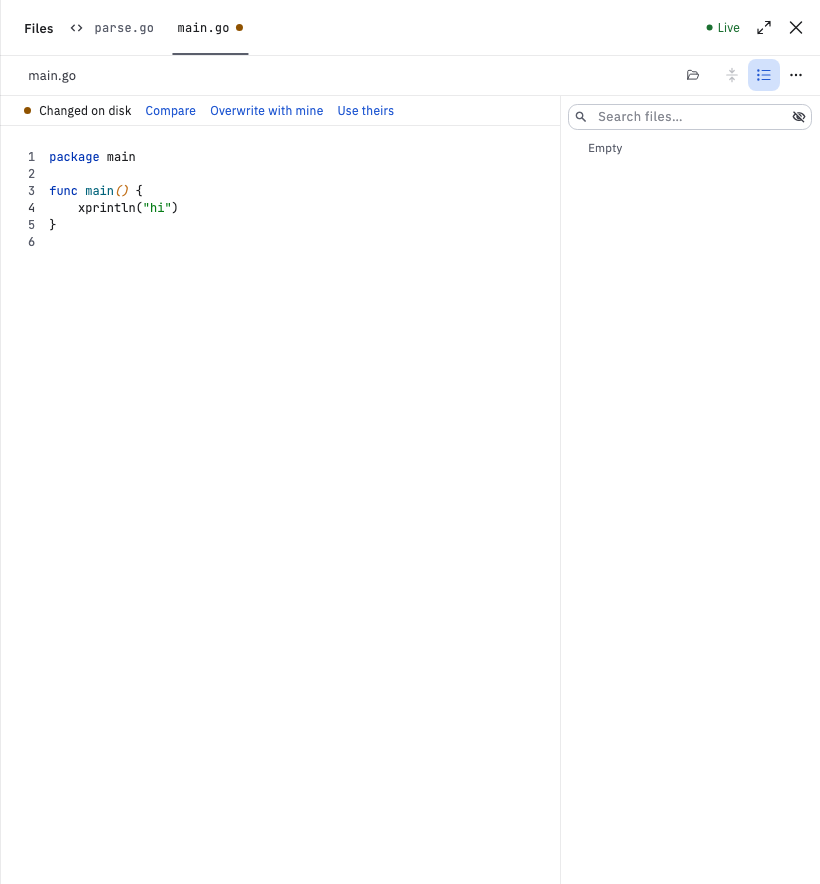 Files <> parse.go main.go Live
main.go
Changed on disk Compare Overwrite with mine Use theirs
Search files...
Empty
1 package main
2
3 func main() {
4     xprintln("hi")
5 }
6